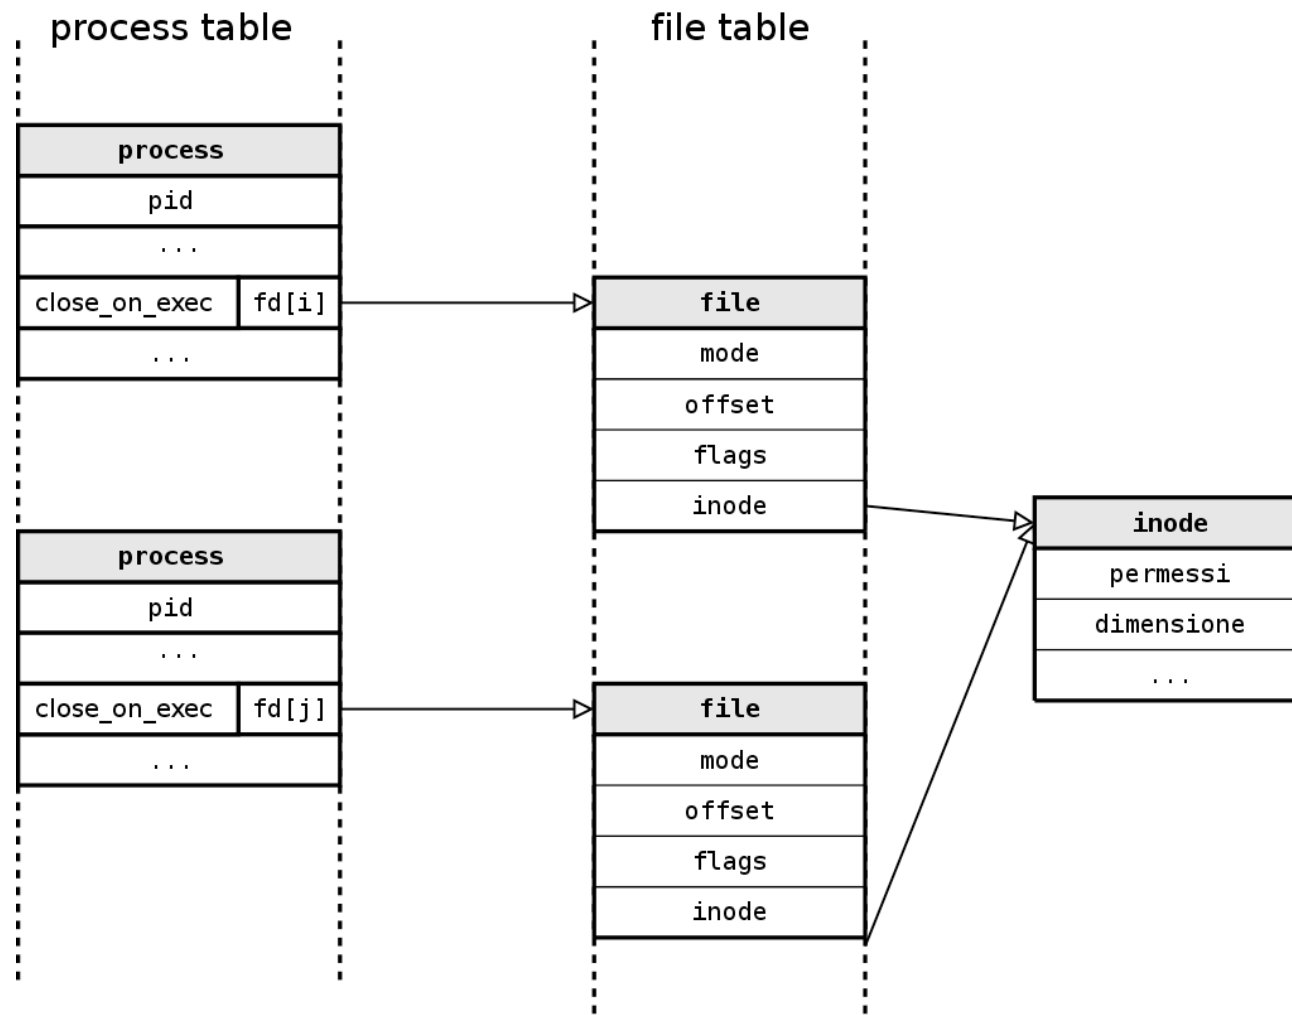 process table
file table
process
pid
...
close_on_exec fd[i]
...
file
mode
offset
flags
inode
process
pid
...
close_on_exec fd[j]
...
file
mode
offset
flags
inode
inode
permessi
dimensione
...